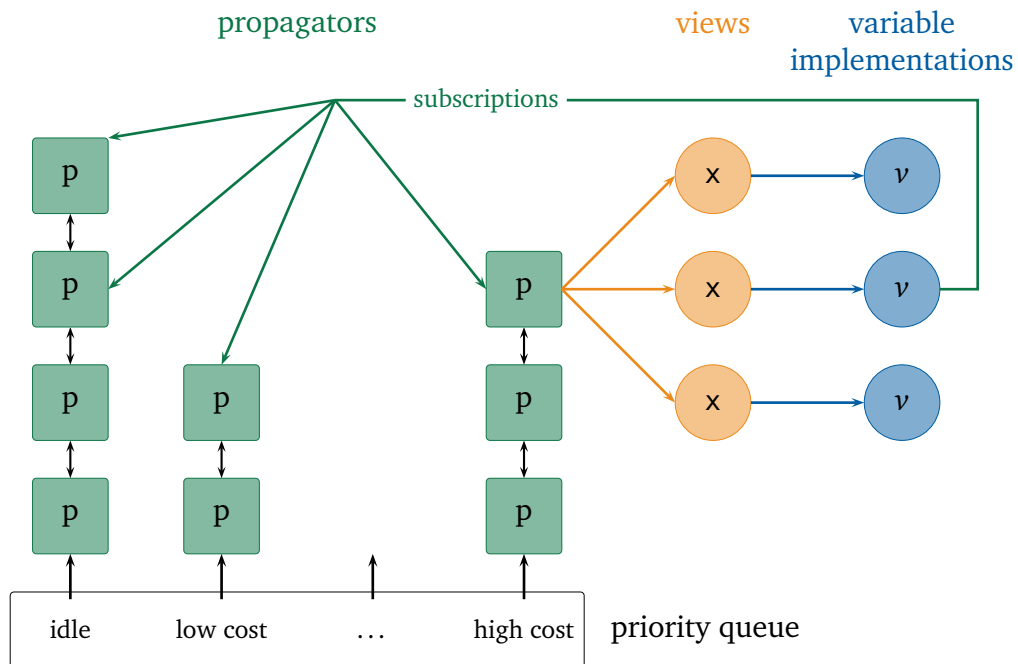 propagators
views
variable
implementations
subscriptions
p
x
v
p
p
x
v
p
p
p
x
v
p
p
p
idle
low cost
...
high cost
priority queue